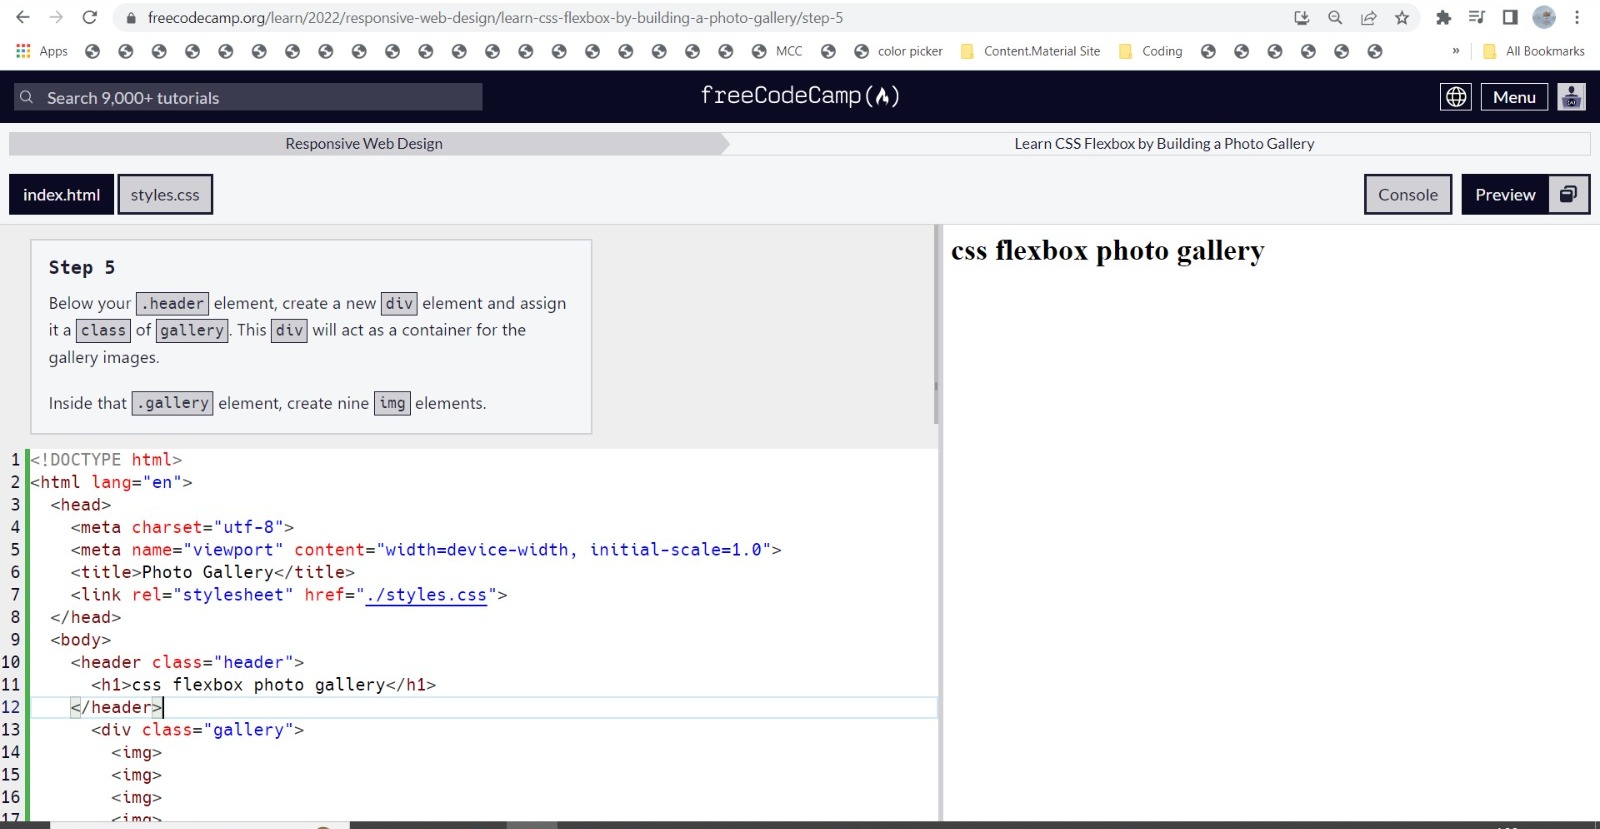 freecodecamp.org/learn/2022/responsive-web-design/learn-css-flexbox-by-building-a-photo-gallery/step-5
Apps MCC color picker Content.Material Site Coding » All Bookmarks
Search 9,000+ tutorials freeCodeCamp Menu
Responsive Web Design Learn CSS Flexbox by Building a Photo Gallery
index.html styles.css Console Preview
css flexbox photo gallery
Step 5
Below your .header element, create a new div element and assign
it a class of gallery. This div will act as a container for the
gallery images.
Inside that .gallery element, create nine img elements.
1 <!DOCTYPE html>
2 <html lang="en">
3 <head>
4 <meta charset="utf-8">
5 <meta name="viewport" content="width=device-width, initial-scale=1.0">
6 <title>Photo Gallery</title>
7 <link rel="stylesheet" href="./styles.css">
8 </head>
9 <body>
10 <header class="header">
11 <h1>css flexbox photo gallery</h1>
12 </header>
13 <div class="gallery">
14 <img>
15 <img>
16 <img>
17 <img>